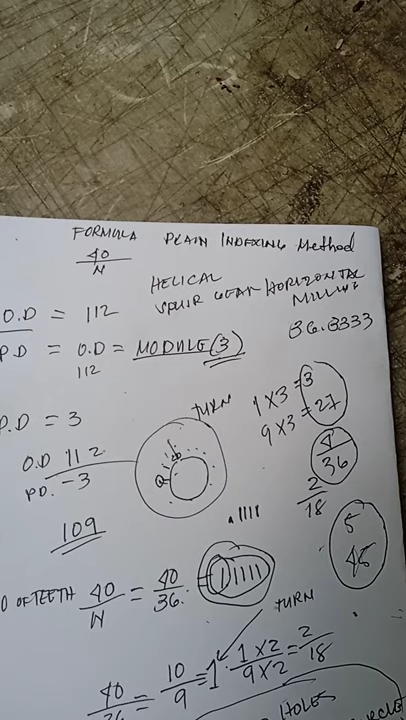 FORMULA PLAIN INDEXING Method
40/N
HELICAL
SPUR GEAR/HORIZONTAL
MILLING
O.D = 112
36.3333
P.D = O.D = MODULE (3)
112
1 X 3 = 3
9 X 3 = 27
TURN
P.D = 3
O.D 112
PD. -3
4/36
2/18
109
5
45
O OF TEETH 40/N = 40/36.
TURN
40/36 = 10/9 = 1 1 X 2/9 X 2 = 2/18
HOLES